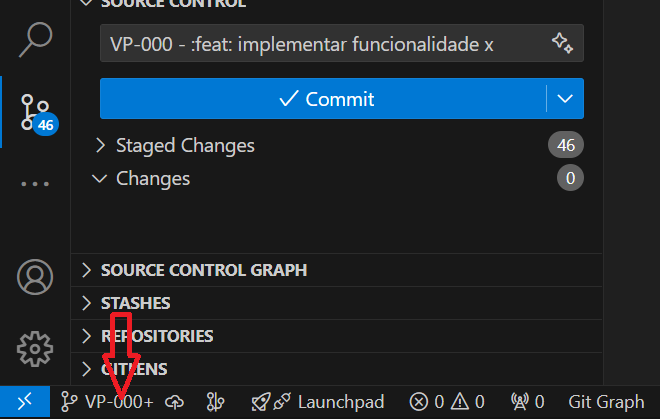 SOURCE CONTROL
VP-000 - :feat: implementar funcionalidade x
Commit
46
Staged Changes 46
Changes 0
SOURCE CONTROL GRAPH
STASHES
REPOSITORIES
GITLENS
VP-000+ Launchpad 0 0 0 Git Graph